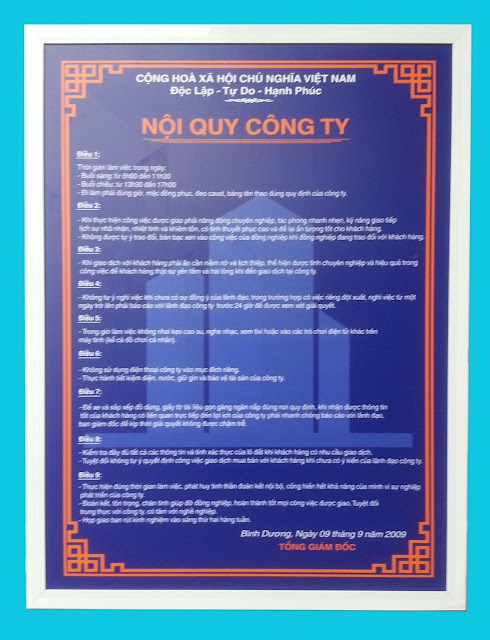 CỘNG HOÀ XÃ HỘI CHỦ NGHĨA VIỆT NAM
Độc Lập - Tự Do - Hạnh Phúc
NỘI QUY CÔNG TY
Điều 1:
Thời gian làm việc trong ngày:
- Buổi sáng: từ 8h00 đến 11h30
- Buổi chiều: từ 13h30 đến 17h00
- Đi làm phải đúng giờ, mặc đồng phục, đeo cavat, bảng tên theo đúng quy định của công ty.
Điều 2:
- Khi thực hiện công việc được giao phải năng động chuyên nghiệp, tác phong nhanh nhẹn, kỹ năng giao tiếp
lịch sự nhã nhặn, nhiệt tình và khiêm tốn, có tính thuyết phục cao và để lại ấn tượng tốt cho khách hàng.
- Không được tự ý trao đổi, bàn bạc xen vào công việc của đồng nghiệp khi đồng nghiệp đang trao đổi với khách hàng.
Điều 3:
- Khi giao dịch với khách hàng phải ân cần niềm nở và lịch thiệp, thể hiện được tính chuyên nghiệp và hiệu quả trong
công việc để khách hàng thật sự yên tâm và hài lòng khi đến giao dịch tại công ty.
Điều 4:
- Không tự ý nghỉ việc khi chưa có sự đồng ý của lãnh đạo, trong trường hợp có việc riêng đột xuất, nghỉ việc từ một
ngày trở lên phải báo cáo với lãnh đạo công ty trước 24 giờ để được xem xét giải quyết.
Điều 5:
- Trong giờ làm việc không nhai kẹo cao su, nghe nhạc, xem tivi hoặc vào các trò chơi điện tử khác trên
máy tính (kể cả đồ chơi cá nhân).
Điều 6:
- Không sử dụng điện thoại công ty vào mục đích riêng.
- Thực hành tiết kiệm điện, nước, giữ gìn và bảo vệ tài sản của công ty.
Điều 7:
- Để xe và sắp xếp đồ dùng, giấy tờ tài liệu gọn gàng ngăn nắp đúng nơi quy định, khi nhận được thông tin
tốt của khách hàng có liên quan trực tiếp đến lợi ích của công ty phải nhanh chóng báo cáo với lãnh đạo,
ban giám đốc để kịp thời giải quyết không được chậm trễ.
Điều 8:
- Kiểm tra đầy đủ tất cả các thông tin và tính xác thực của lô đất khi khách hàng có nhu cầu giao dịch.
- Tuyệt đối không tự ý quyết định công việc giao dịch mua bán với khách hàng khi chưa có ý kiến của lãnh đạo công ty.
Điều 9:
- Thực hiện đúng thời gian làm việc, phát huy tinh thần đoàn kết nội bộ, cống hiến hết khả năng của mình vì sự nghiệp
phát triển của công ty.
- Đoàn kết, tôn trọng, chân tình giúp đỡ đồng nghiệp, hoàn thành tốt mọi công việc được giao. Tuyệt đối
trung thực với công ty, có tâm với nghề nghiệp.
- Họp giao ban rút kinh nghiệm vào sáng thứ hai hàng tuần.
Bình Dương, Ngày 09 tháng 9 năm 2009
TỔNG GIÁM ĐỐC